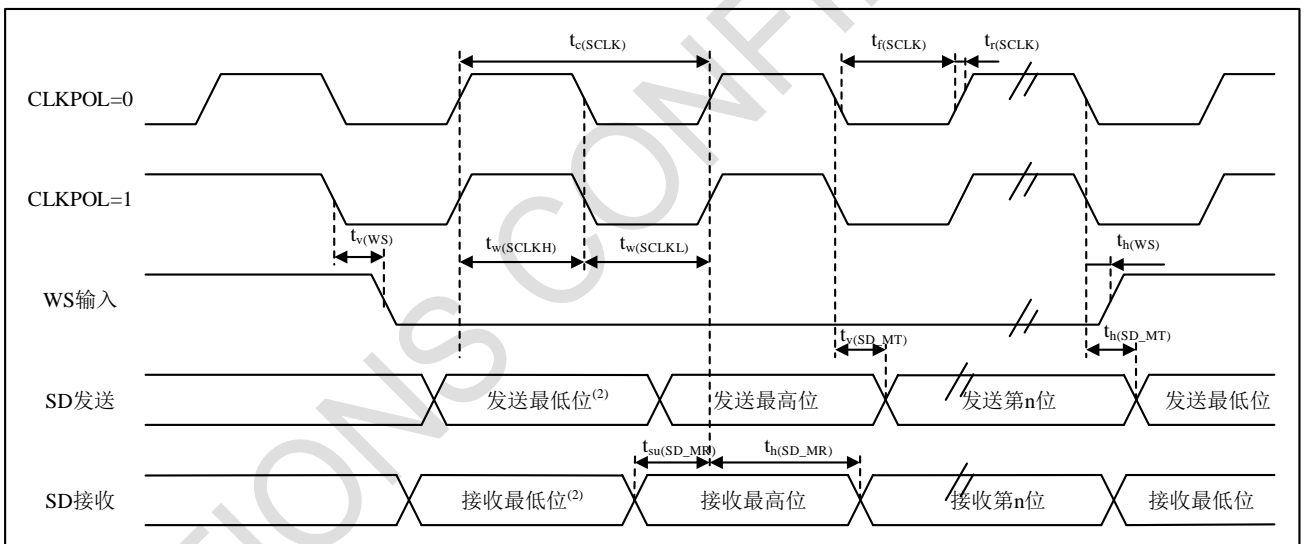 t_c(SCLK)
t_f(SCLK)
t_r(SCLK)
CLKPOL=0
CLKPOL=1
t_v(WS)
t_w(SCLKH)
t_w(SCLKL)
t_h(WS)
WS输入
t_v(SD_MT)
t_h(SD_MT)
SD发送
发送最低位(2)
发送最高位
发送第n位
发送最低位
t_su(SD_MR)
t_h(SD_MR)
SD接收
接收最低位(2)
接收最高位
接收第n位
接收最低位